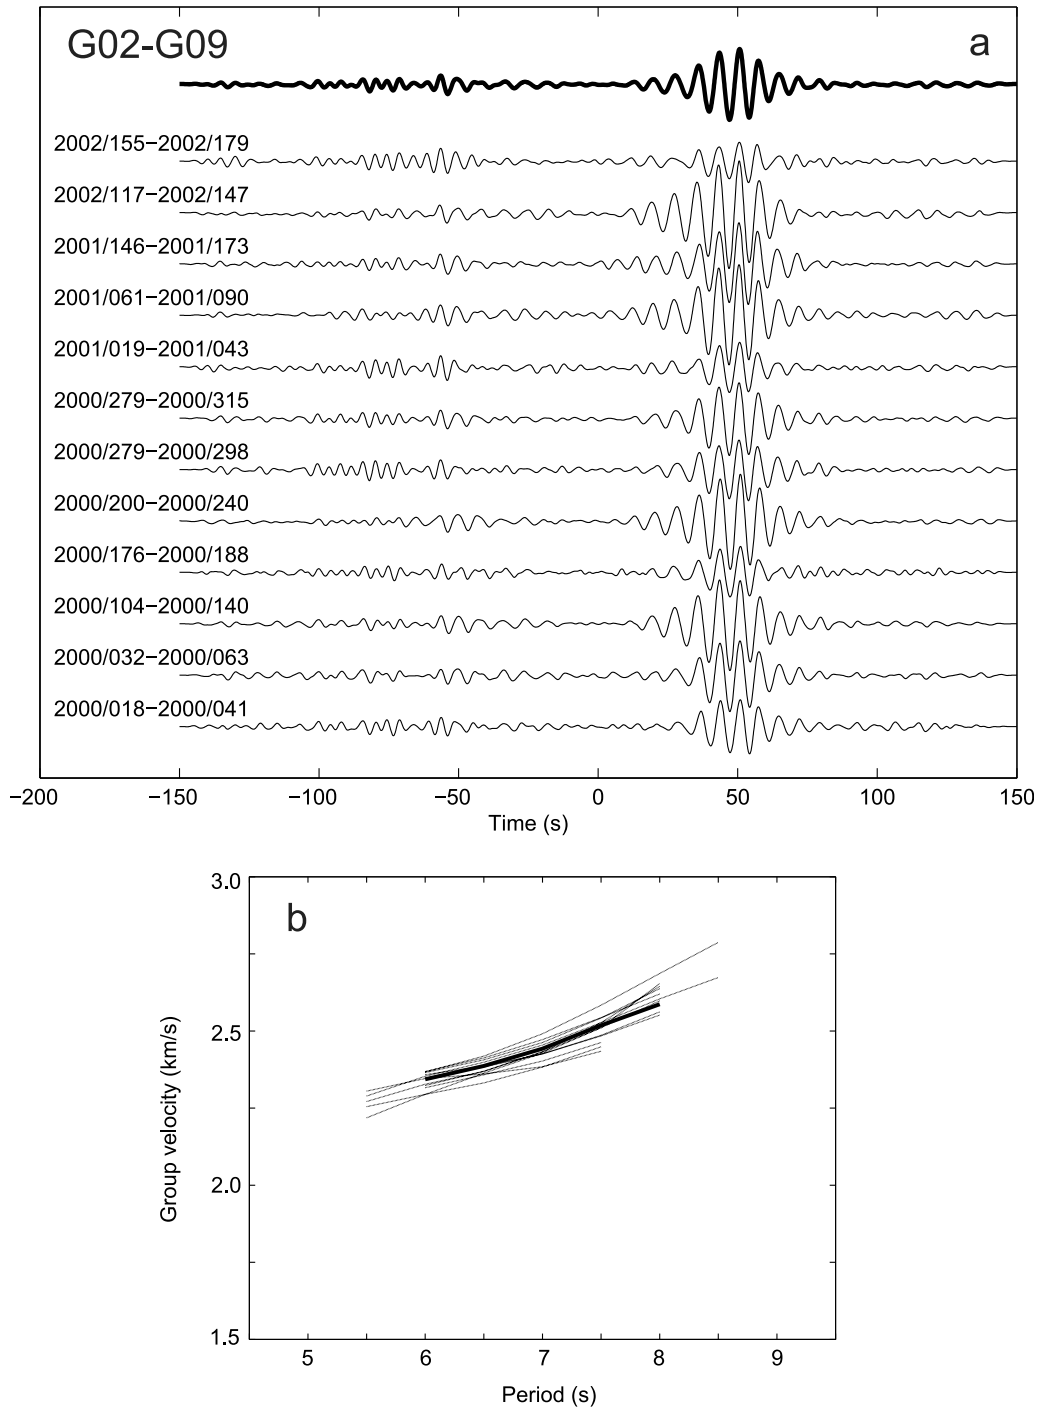 G02-G09
a
2002/155−2002/179
2002/117−2002/147
2001/146−2001/173
2001/061−2001/090
2001/019−2001/043
2000/279−2000/315
2000/279−2000/298
2000/200−2000/240
2000/176−2000/188
2000/104−2000/140
2000/032−2000/063
2000/018−2000/041
−200 −150 −100 −50 0 50 100 150
Time (s)
b
3.0
2.5
2.0
1.5
Group velocity (km/s)
5 6 7 8 9
Period (s)